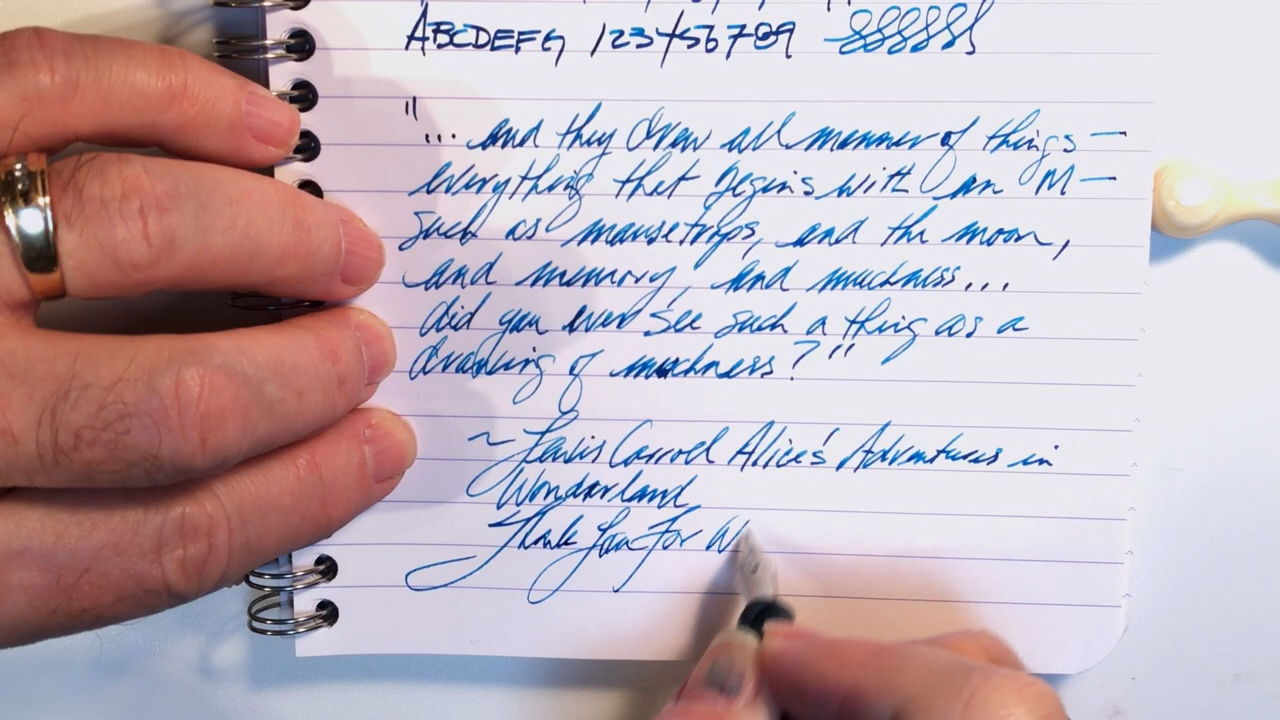 ABCDEFG 123456789
"... and they drew all manner of things —
everything that begins with an M —
such as mousetraps, and the moon,
and memory, and muchness...
did you ever see such a thing as a
drawing of muchness?"
~ Lewis Carrol Alice's Adventures in
Wonderland
Thank You For W